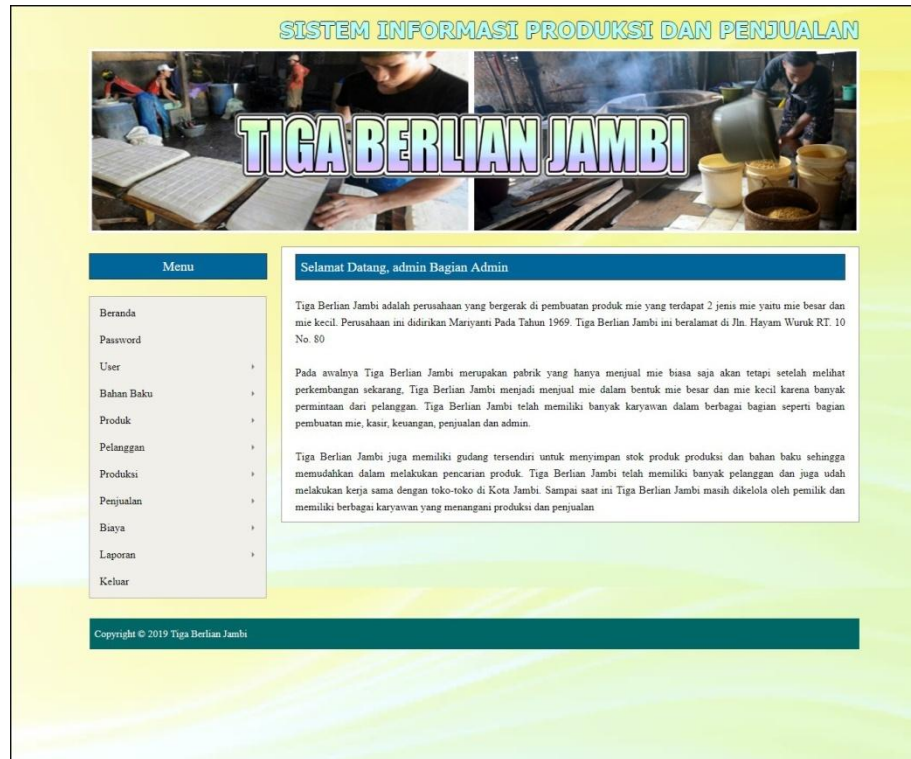 SISTEM INFORMASI PRODUKSI DAN PENJUALAN
TIGA BERLIAN JAMBI
Menu
Beranda
Password
User
Bahan Baku
Produk
Pelanggan
Produksi
Penjualan
Biaya
Laporan
Keluar
Selamat Datang, admin Bagian Admin
Tiga Berlian Jambi adalah perusahaan yang bergerak di pembuatan produk mie yang terdapat 2 jenis mie yaitu mie besar dan
mie kecil. Perusahaan ini didirikan Mariyanti Pada Tahun 1969. Tiga Berlian Jambi ini beralamat di Jln. Hayam Wuruk RT. 10
No. 80
Pada awalnya Tiga Berlian Jambi merupakan pabrik yang hanya menjual mie biasa saja akan tetapi setelah melihat
perkembangan sekarang, Tiga Berlian Jambi menjadi menjual mie dalam bentuk mie besar dan mie kecil karena banyak
permintaan dari pelanggan. Tiga Berlian Jambi telah memiliki banyak karyawan dalam berbagai bagian seperti bagian
pembuatan mie, kasir, keuangan, penjualan dan admin.
Tiga Berlian Jambi juga memiliki gudang tersendiri untuk menyimpan stok produk produksi dan bahan baku sehingga
memudahkan dalam melakukan pencarian produk. Tiga Berlian Jambi telah memiliki banyak pelanggan dan juga udah
melakukan kerja sama dengan toko-toko di Kota Jambi. Sampai saat ini Tiga Berlian Jambi masih dikelola oleh pemilik dan
memiliki berbagai karyawan yang menangani produksi dan penjualan
Copyright © 2019 Tiga Berlian Jambi